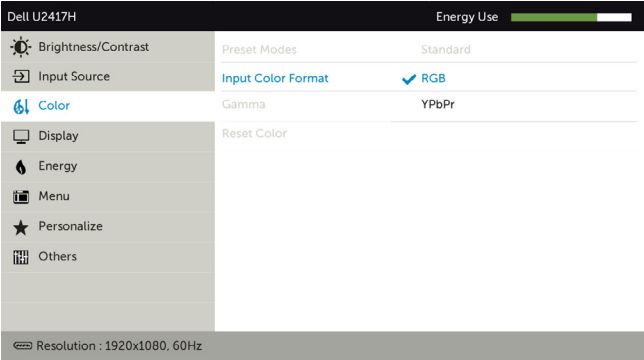 Dell U2417H Energy Use
Brightness/Contrast
Preset Modes Standard
Input Source
Input Color Format RGB
Color
Gamma YPbPr
Display
Reset Color
Energy
Menu
Personalize
Others
Resolution : 1920x1080, 60Hz